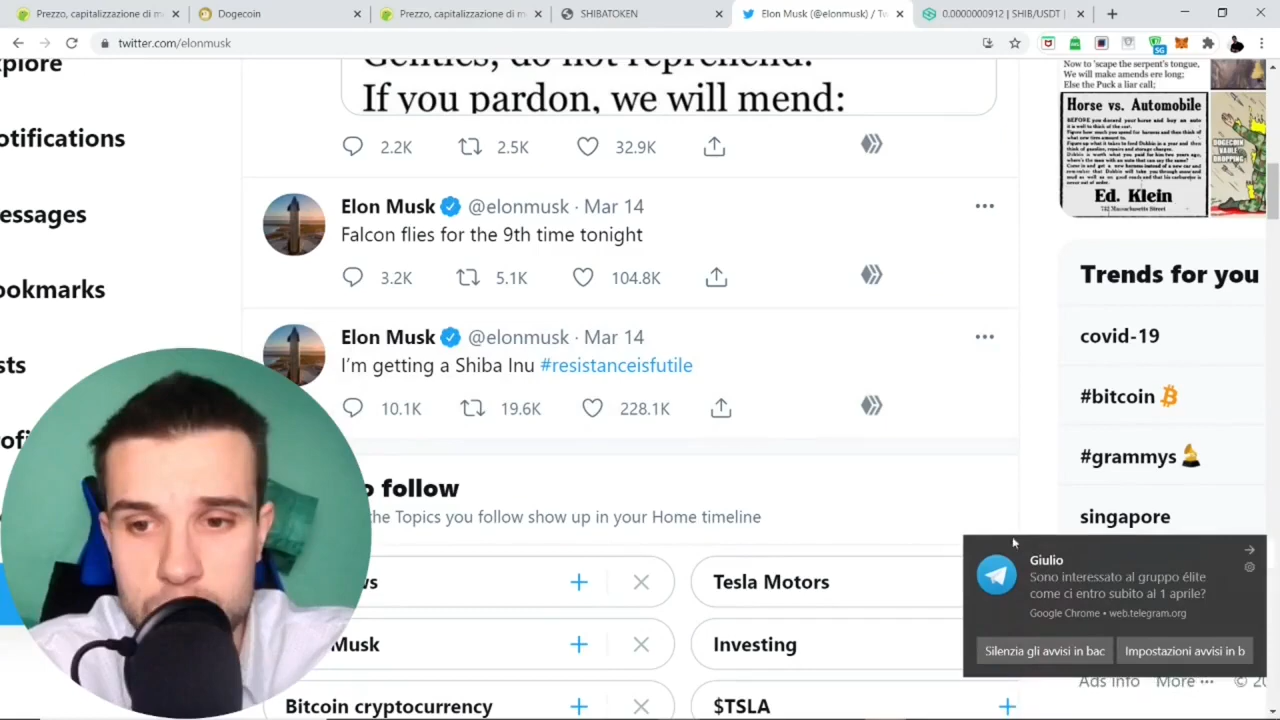 Prezzo, capitalizzazione di m
Dogecoin
Prezzo, capitalizzazione di m
SHIBATOKEN
Elon Musk (@elonmusk) / Tw
0.0000000912 | SHIB/USDT |
twitter.com/elonmusk
SG
xplore
otifications
essages
ookmarks
sts
rofi
Gentles, do not reprehend:
If you pardon, we will mend:
2.2K 2.5K 32.9K
Elon Musk @elonmusk · Mar 14
Falcon flies for the 9th time tonight
3.2K 5.1K 104.8K
Elon Musk @elonmusk · Mar 14
I'm getting a Shiba Inu #resistanceisfutile
10.1K 19.6K 228.1K
o follow
the Topics you follow show up in your Home timeline
ws
Tesla Motors
Musk
Investing
Bitcoin cryptocurrency
$TSLA
Now to 'scape the serpent's tongue,
We will make amends ere long;
Else the Puck a liar call;
Horse vs. Automobile
Ed. Klein
DOGECOIN
VAULT
DROPPING
Trends for you
covid-19
#bitcoin
#grammys
singapore
Giulio
Sono interessato al gruppo élite
come ci entro subito al 1 aprile?
Google Chrome • web.telegram.org
Silenzia gli avvisi in bac
Impostazioni avvisi in b
Ads info More ··· © 20